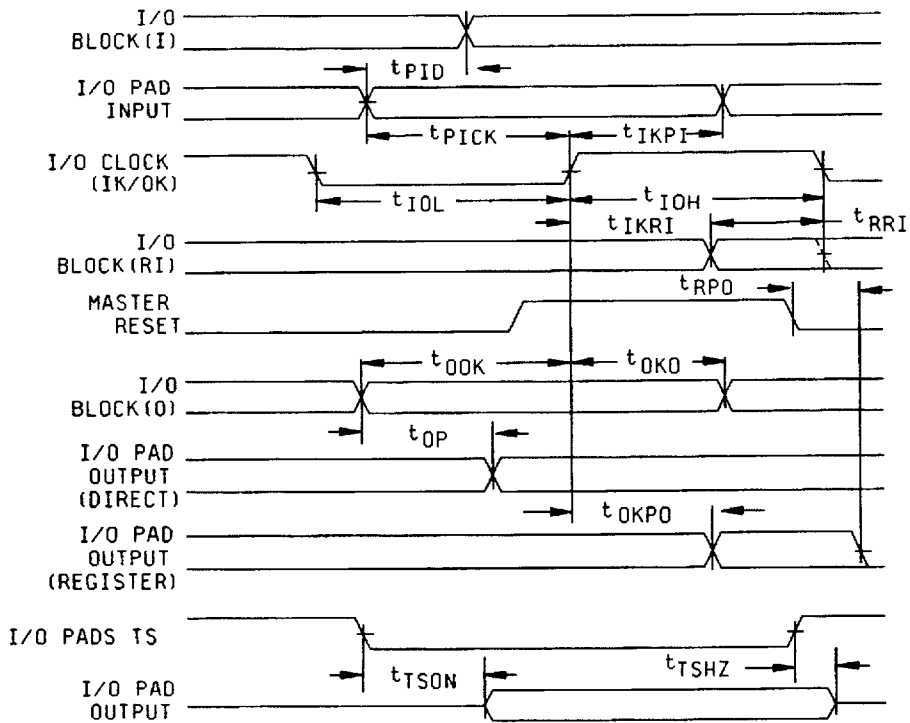 I/O
BLOCK(I)
tPID
I/O PAD
INPUT
tPICK
tIKPI
I/O CLOCK
(IK/OK)
tIOL
tIOH
tIKRI
tRRI
I/O
BLOCK(RI)
tRPO
MASTER
RESET
tOOK
tOKO
I/O
BLOCK(O)
tOP
I/O PAD
OUTPUT
(DIRECT)
tOKPO
I/O PAD
OUTPUT
(REGISTER)
I/O PADS TS
tTSON
tTSHZ
I/O PAD
OUTPUT